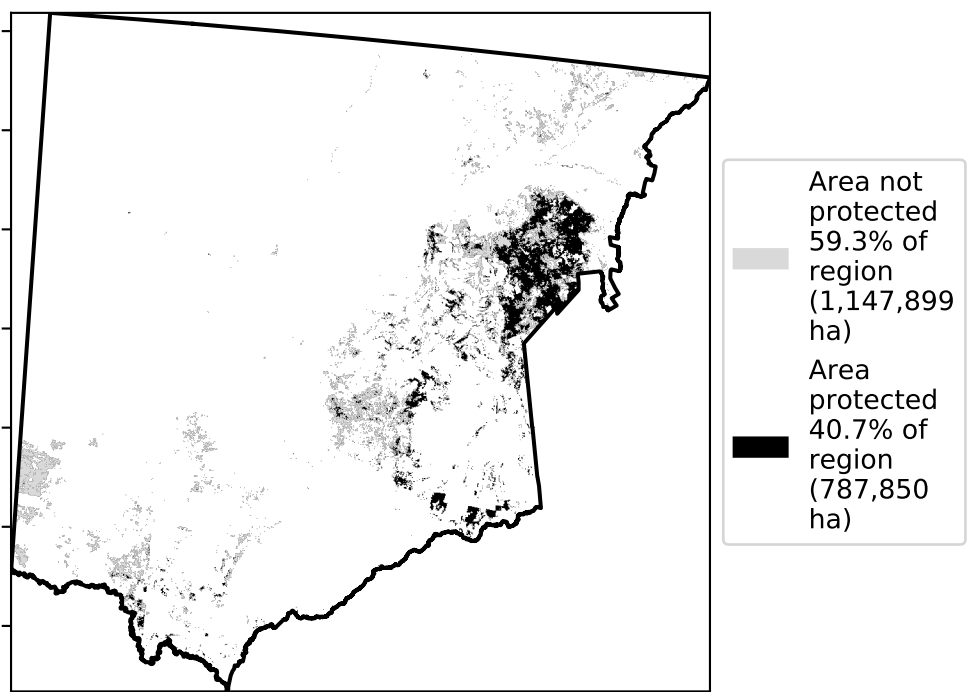 Area not
protected
59.3% of
region
(1,147,899
ha)
Area
protected
40.7% of
region
(787,850
ha)